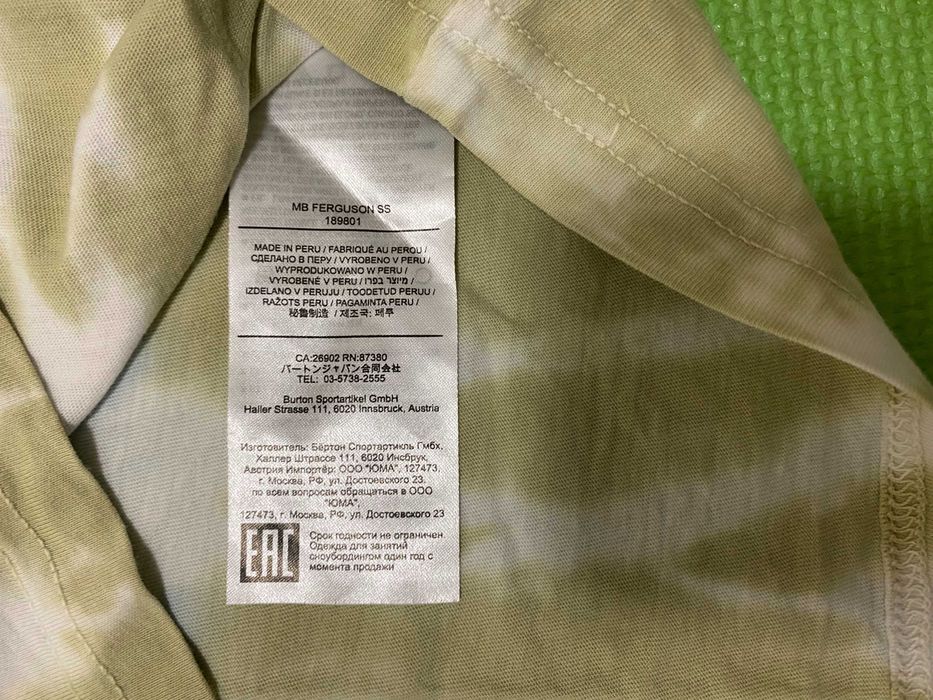 MB FERGUSON SS
189801
MADE IN PERU / FABRIQUÉ AU PEROU /
СДЕЛАНО В ПЕРУ / VYROBENO V PERU /
WYPRODUKOWANO W PERU /
VYROBENÉ V PERU / מיוצר בפרו /
IZDELANO V PERUJU / TOODETUD PERUU /
RAŽOTS PERU / PAGAMINTA PERU /
秘鲁制造 / 제조국: 페루
CA:26902 RN:87380
バートンジャパン合同会社
TEL: 03-5738-2555
Burton Sportartikel GmbH
Haller Strasse 111, 6020 Innsbruck, Austria
Изготовитель: Бёртон Спортартикль Гмбх,
Халлер Штрассе 111, 6020 Инсбрук,
Австрия Импортёр: ООО "ЮМА", 127473,
г. Москва, РФ, ул. Достоевского 23.
по всем вопросам обращаться в ООО
"ЮМА",
127473, г. Москва, РФ, ул. Достоевского 23
EAC
Срок годности не ограничен.
Одежда для занятий
сноубордингом один год с
момента продажи